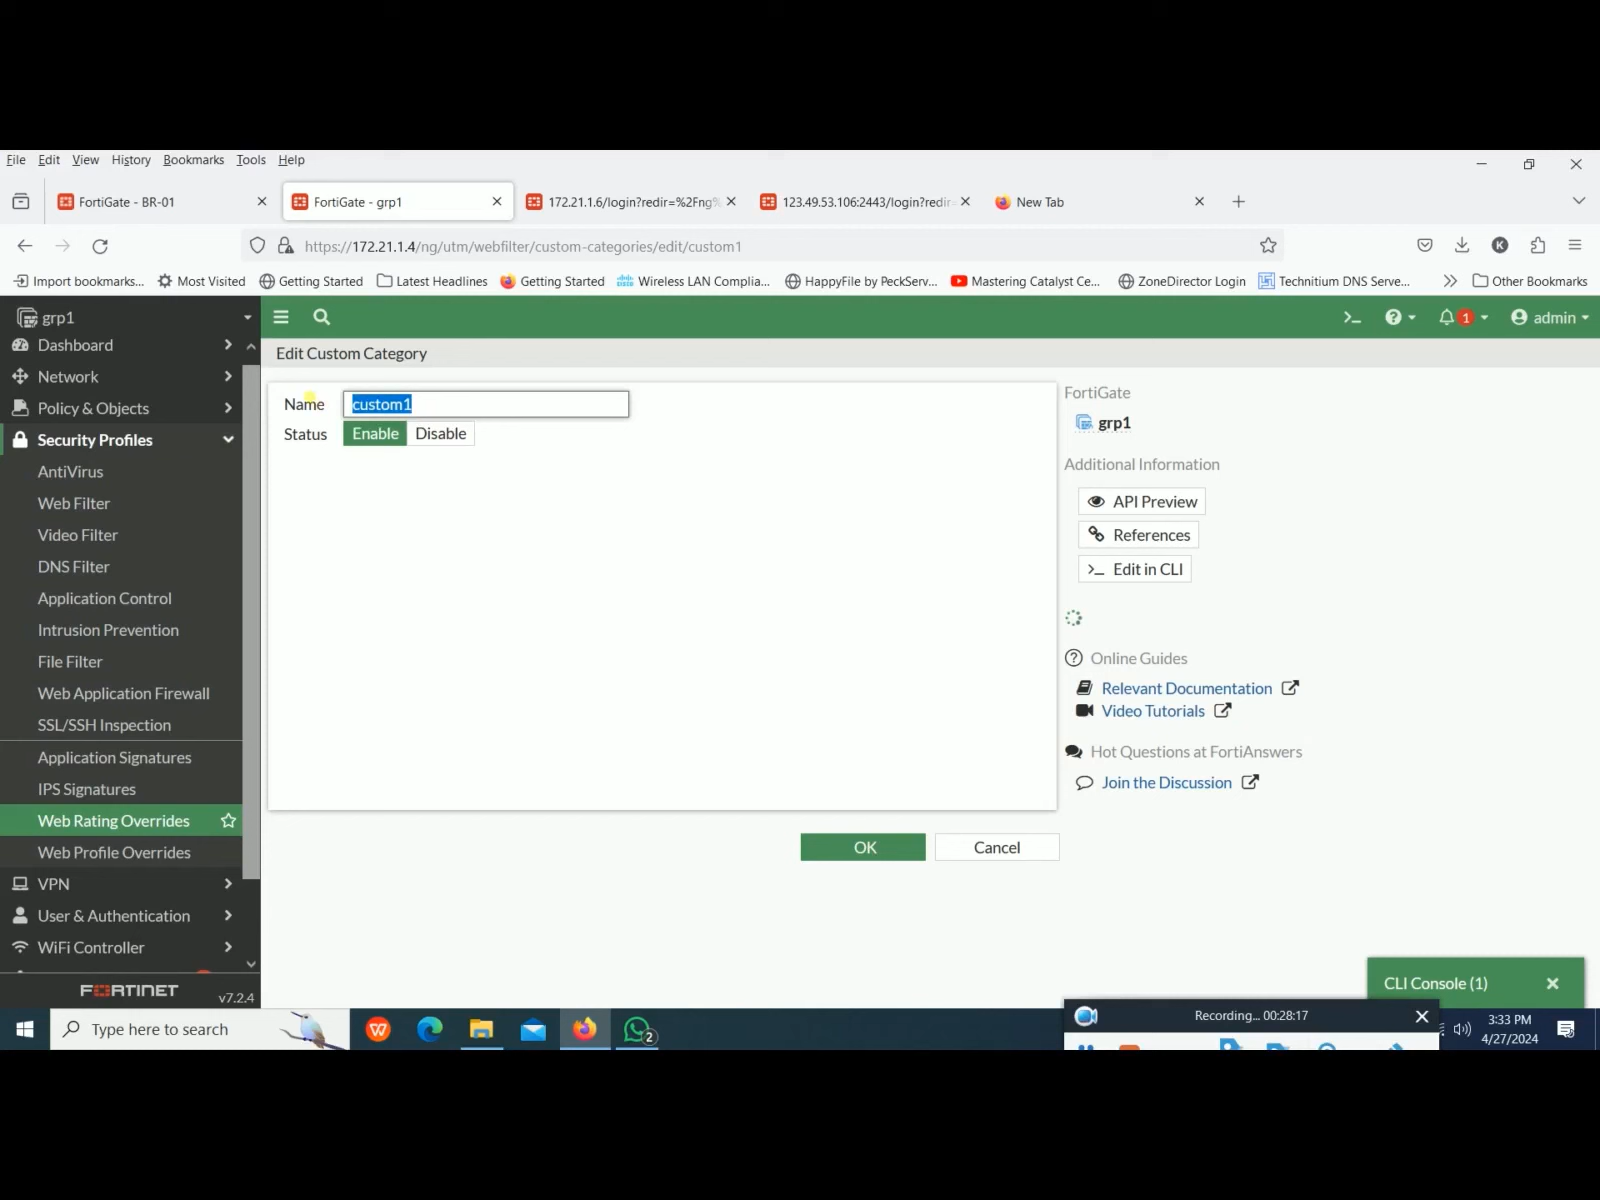 File Edit View History Bookmarks Tools Help
FortiGate - BR-01
FortiGate - grp1
172.21.1.6/login?redir=%2Fng%
123.49.53.106:2443/login?redir=
New Tab
https://172.21.1.4/ng/utm/webfilter/custom-categories/edit/custom1
K
Import bookmarks... Most Visited Getting Started Latest Headlines Getting Started Wireless LAN Complia... HappyFile by PeckServ... Mastering Catalyst Ce... ZoneDirector Login Technitium DNS Serve... Other Bookmarks
grp1
1
admin
Dashboard
Network
Policy & Objects
Security Profiles
AntiVirus
Web Filter
Video Filter
DNS Filter
Application Control
Intrusion Prevention
File Filter
Web Application Firewall
SSL/SSH Inspection
Application Signatures
IPS Signatures
Web Rating Overrides
Web Profile Overrides
VPN
User & Authentication
WiFi Controller
FORTINET
v7.2.4
Edit Custom Category
Name custom1
Status Enable Disable
OK Cancel
FortiGate
grp1
Additional Information
API Preview
References
Edit in CLI
Online Guides
Relevant Documentation
Video Tutorials
Hot Questions at FortiAnswers
Join the Discussion
CLI Console (1)
Type here to search
W
2
Recording... 00:28:17
3:33 PM
4/27/2024